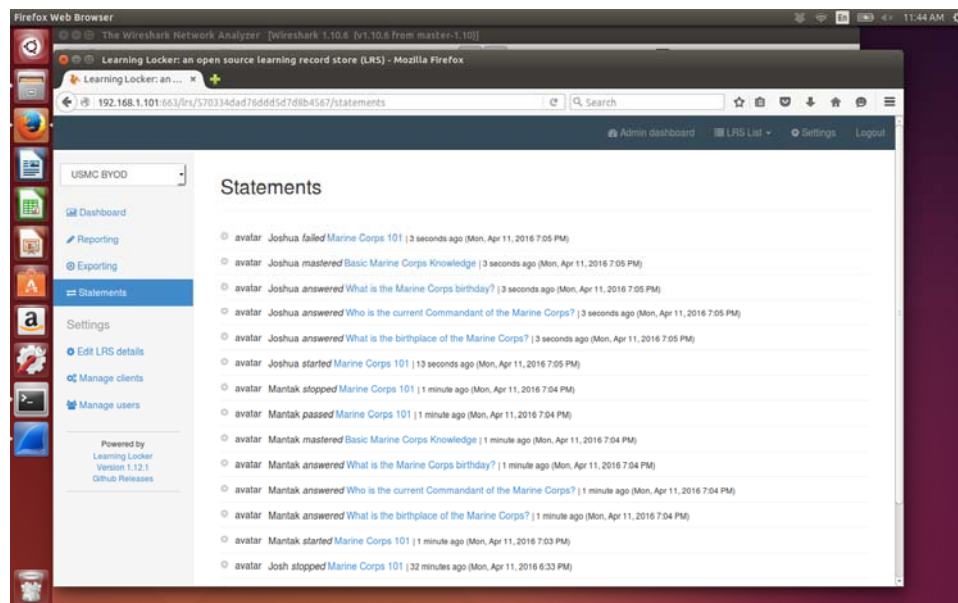 Firefox Web Browser En 11:44 AM
The Wireshark Network Analyzer [Wireshark 1.10.6 (v1.10.6 from master-1.10)]
Learning Locker: an open source learning record store (LRS) - Mozilla Firefox
Learning Locker: an ...
192.168.1.101:663/lrs/570334dad76ddd5d7d8b4567/statements Search
Admin dashboard LRS List Settings Logout
USMC BYOD
Dashboard
Reporting
Exporting
Statements
Settings
Edit LRS details
Manage clients
Manage users
Powered by
Learning Locker
Version 1.12.1
Github Releases
Statements
avatar Joshua failed Marine Corps 101 | 3 seconds ago (Mon, Apr 11, 2016 7:05 PM)
avatar Joshua mastered Basic Marine Corps Knowledge | 3 seconds ago (Mon, Apr 11, 2016 7:05 PM)
avatar Joshua answered What is the Marine Corps birthday? | 3 seconds ago (Mon, Apr 11, 2016 7:05 PM)
avatar Joshua answered Who is the current Commandant of the Marine Corps? | 3 seconds ago (Mon, Apr 11, 2016 7:05 PM)
avatar Joshua answered What is the birthplace of the Marine Corps? | 3 seconds ago (Mon, Apr 11, 2016 7:05 PM)
avatar Joshua started Marine Corps 101 | 13 seconds ago (Mon, Apr 11, 2016 7:05 PM)
avatar Mantak stopped Marine Corps 101 | 1 minute ago (Mon, Apr 11, 2016 7:04 PM)
avatar Mantak passed Marine Corps 101 | 1 minute ago (Mon, Apr 11, 2016 7:04 PM)
avatar Mantak mastered Basic Marine Corps Knowledge | 1 minute ago (Mon, Apr 11, 2016 7:04 PM)
avatar Mantak answered What is the Marine Corps birthday? | 1 minute ago (Mon, Apr 11, 2016 7:04 PM)
avatar Mantak answered Who is the current Commandant of the Marine Corps? | 1 minute ago (Mon, Apr 11, 2016 7:04 PM)
avatar Mantak answered What is the birthplace of the Marine Corps? | 1 minute ago (Mon, Apr 11, 2016 7:04 PM)
avatar Mantak started Marine Corps 101 | 1 minute ago (Mon, Apr 11, 2016 7:03 PM)
avatar Josh stopped Marine Corps 101 | 32 minutes ago (Mon, Apr 11, 2016 6:33 PM)